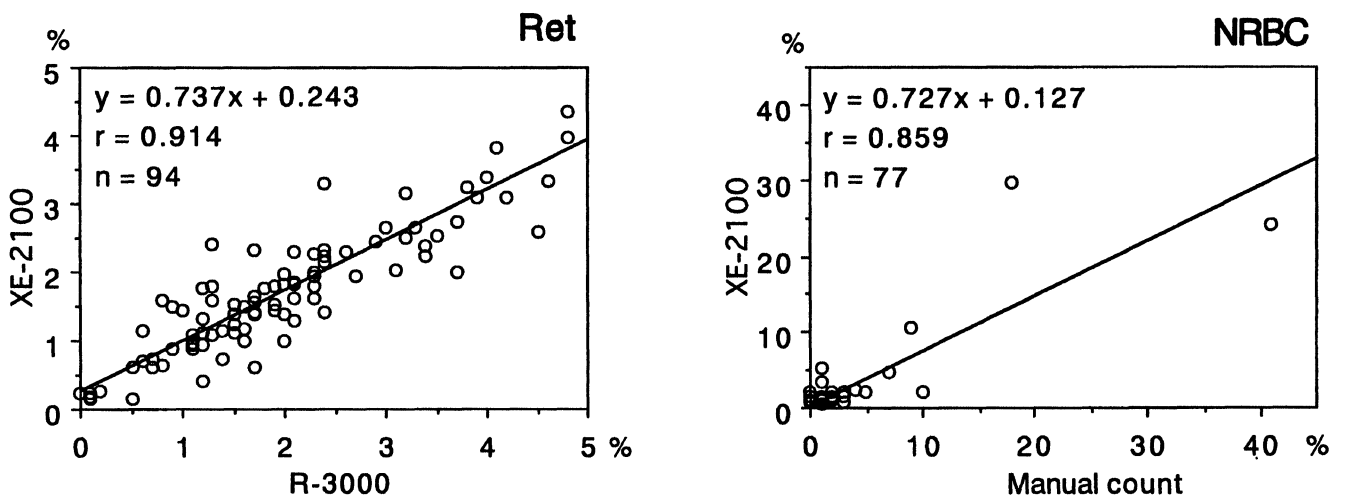 Ret
%
5
4
3
2
1
0
y = 0.737x + 0.243
r = 0.914
n = 94
XE-2100
0 1 2 3 4 5 %
R-3000
NRBC
%
40
30
20
10
0
y = 0.727x + 0.127
r = 0.859
n = 77
XE-2100
0 10 20 30 40 %
Manual count